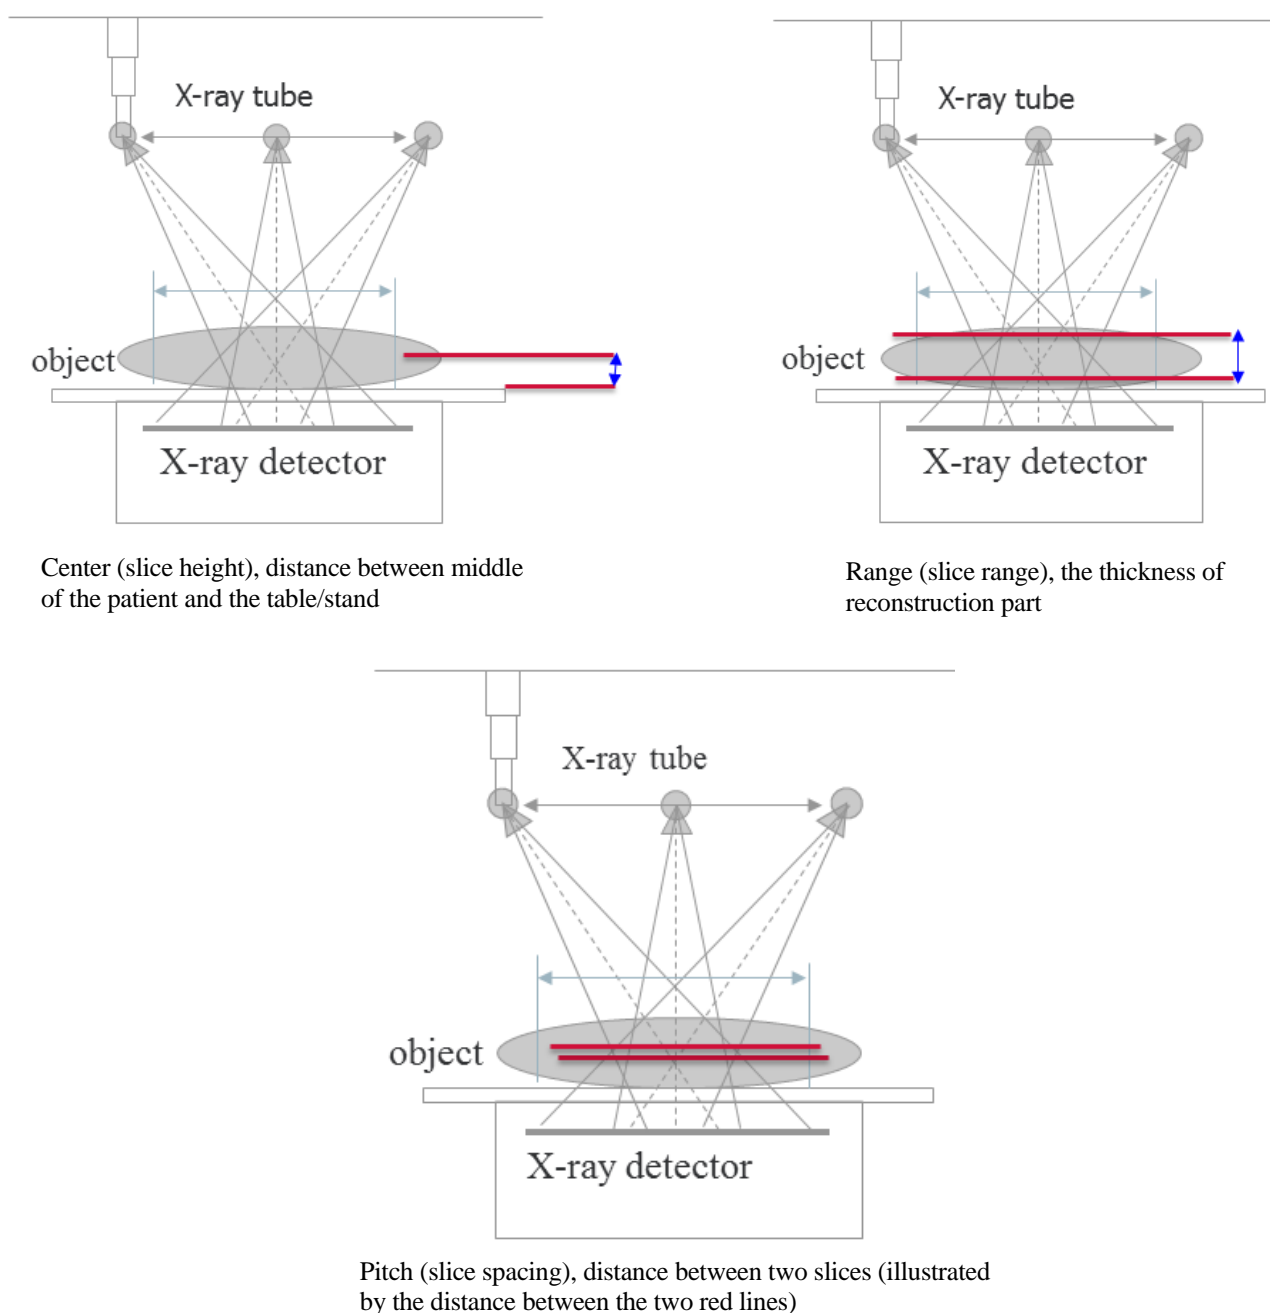 X-ray tube
object
X-ray detector
Center (slice height), distance between middle
of the patient and the table/stand
X-ray tube
object
X-ray detector
Range (slice range), the thickness of
reconstruction part
X-ray tube
object
X-ray detector
Pitch (slice spacing), distance between two slices (illustrated
by the distance between the two red lines)